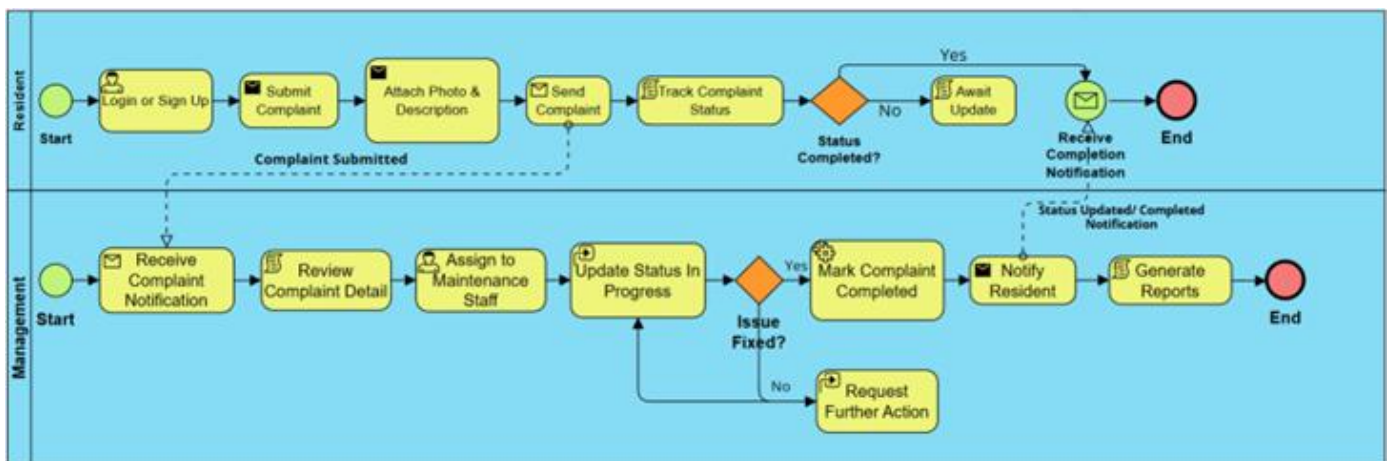 Resident
Start
Login or Sign Up
Submit
Complaint
Attach Photo &
Description
Send
Complaint
Track Complaint
Status
Status
Completed?
Yes
No
Await
Update
Receive
Completion
Notification
End
Complaint Submitted
Status Updated/ Completed
Notification
Management
Start
Receive
Complaint
Notification
Review
Complaint Detail
Assign to
Maintenance
Staff
Update Status In
Progress
Issue
Fixed?
Yes
No
Mark Complaint
Completed
Notify
Resident
Generate
Reports
End
Request
Further Action